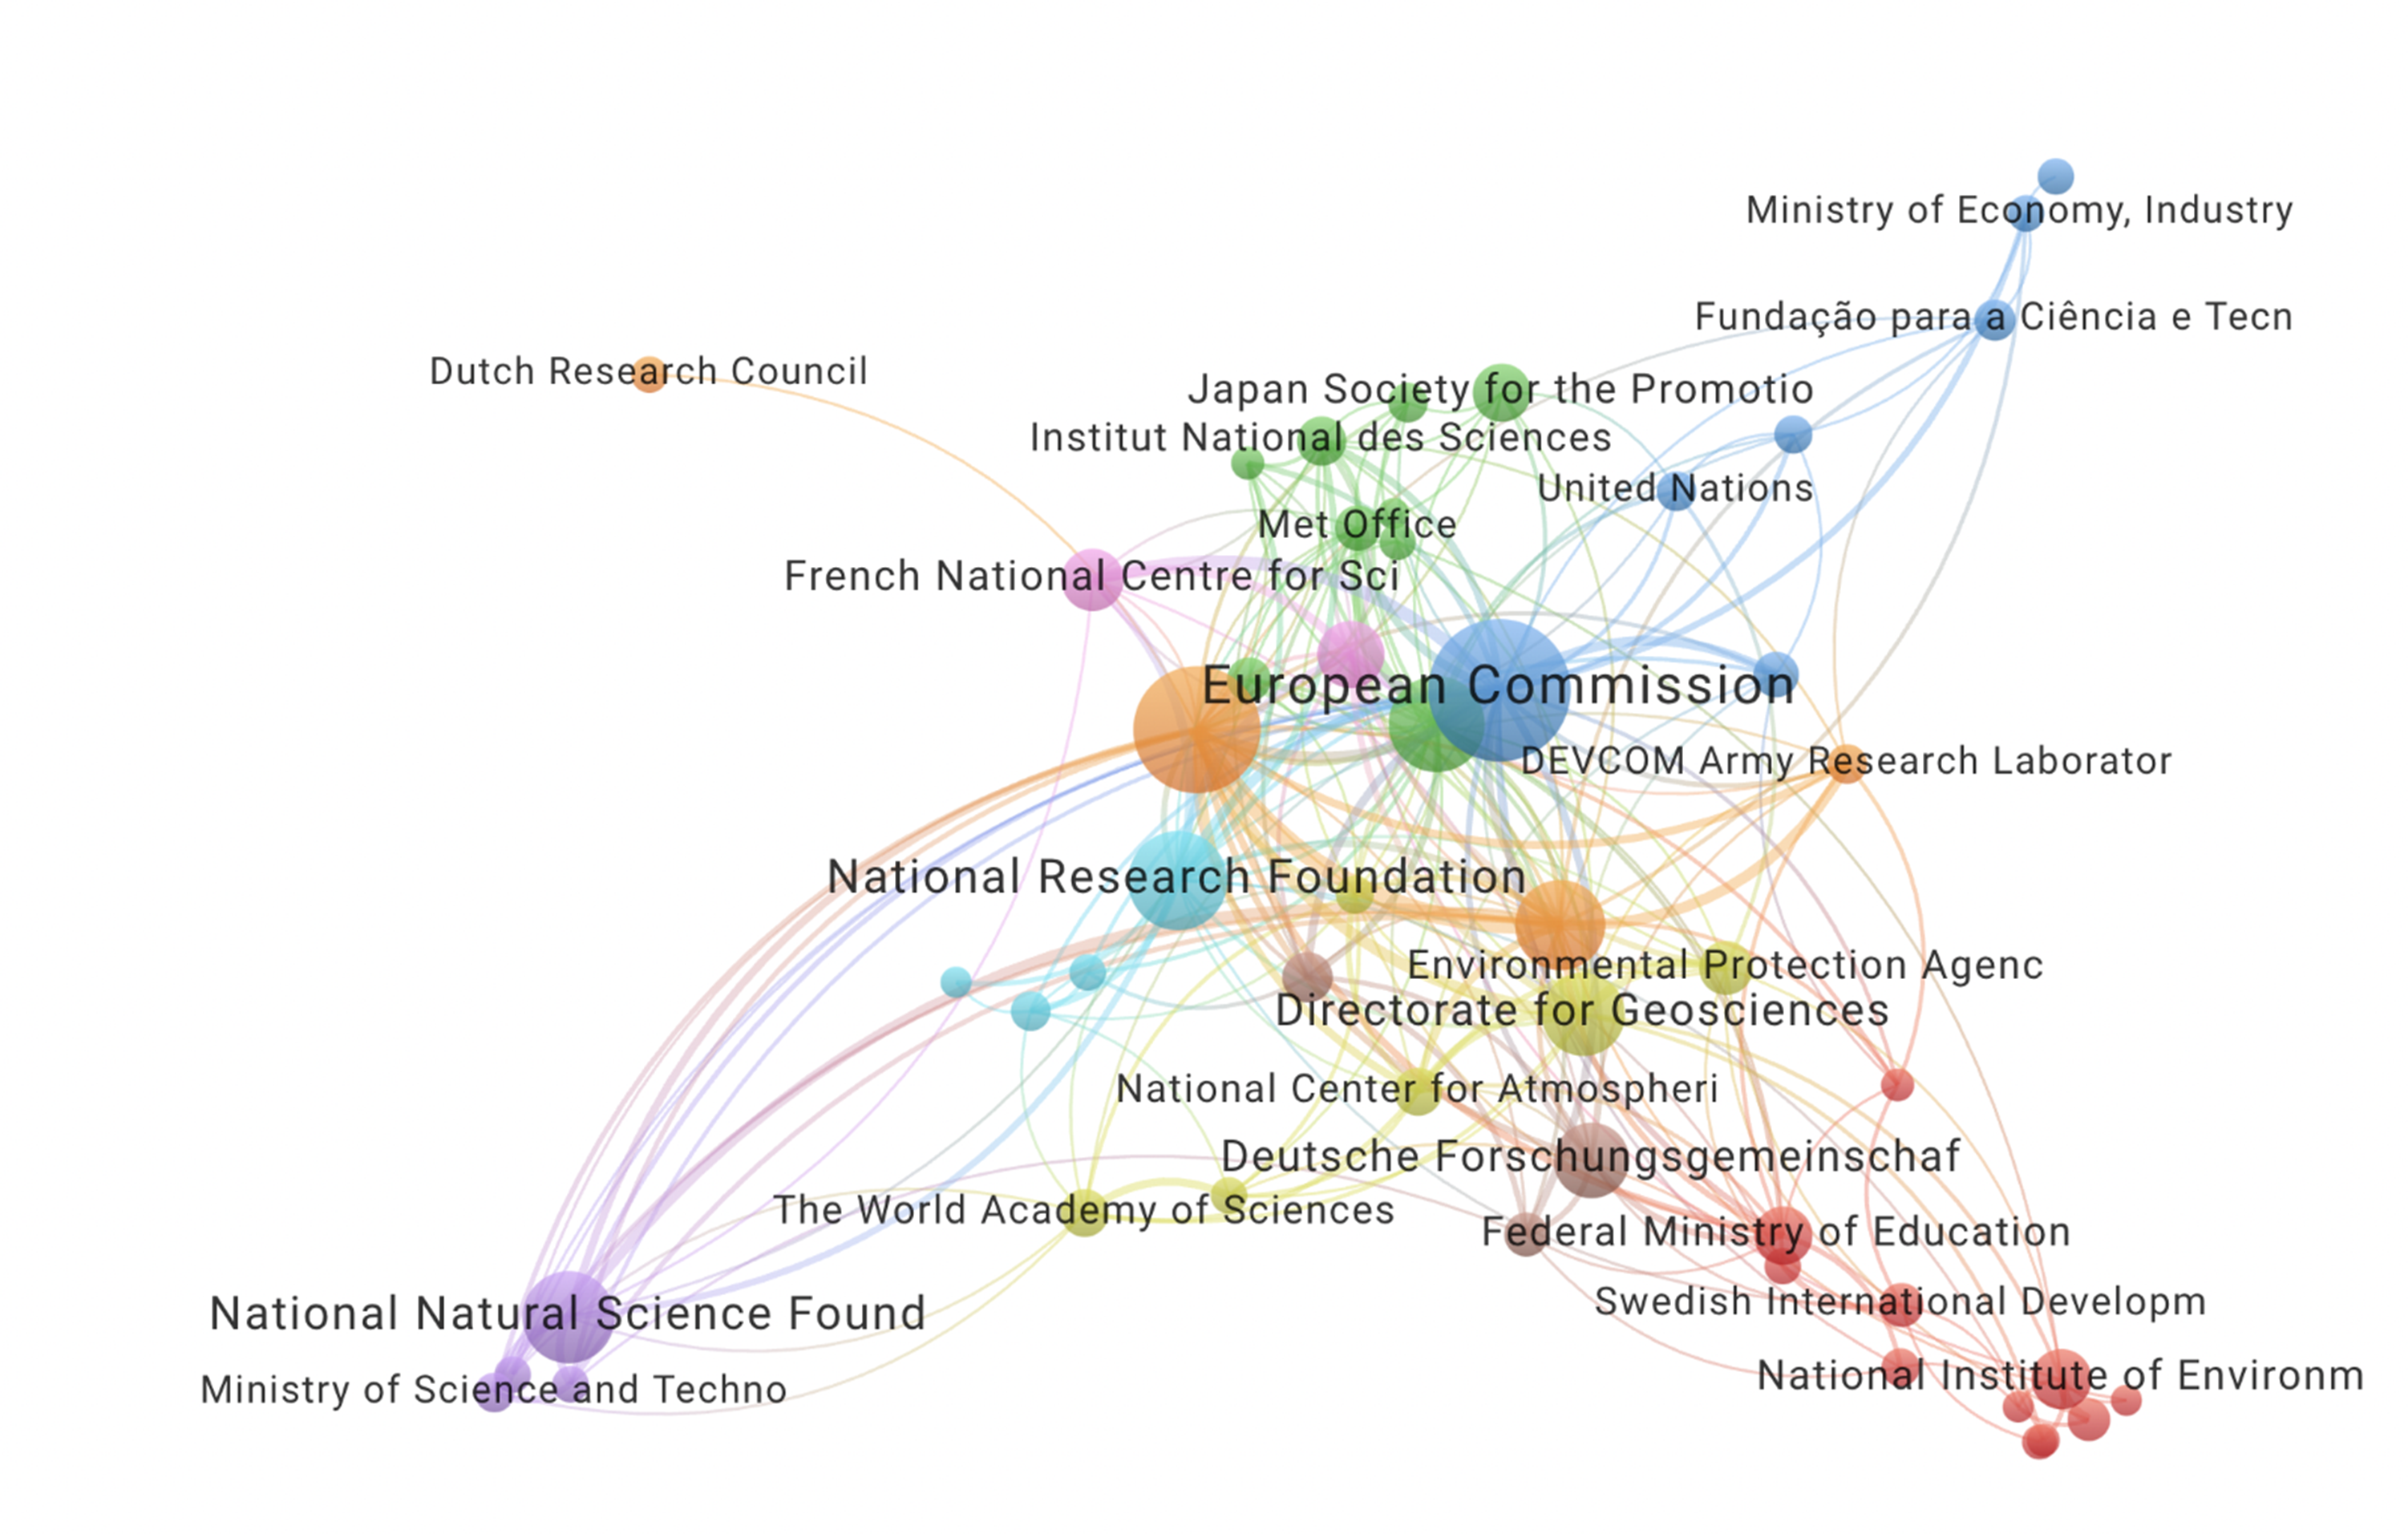 Ministry of Economy, Industry
Fundação para a Ciência e Tecn
Dutch Research Council
Japan Society for the Promotio
Institut National des Sciences
United Nations
Met Office
French National Centre for Sci
European Commission
DEVCOM Army Research Laborator
National Research Foundation
Environmental Protection Agenc
Directorate for Geosciences
National Center for Atmospheri
Deutsche Forschungsgemeinschaf
The World Academy of Sciences
Federal Ministry of Education
Swedish International Developm
National Natural Science Found
National Institute of Environm
Ministry of Science and Techno